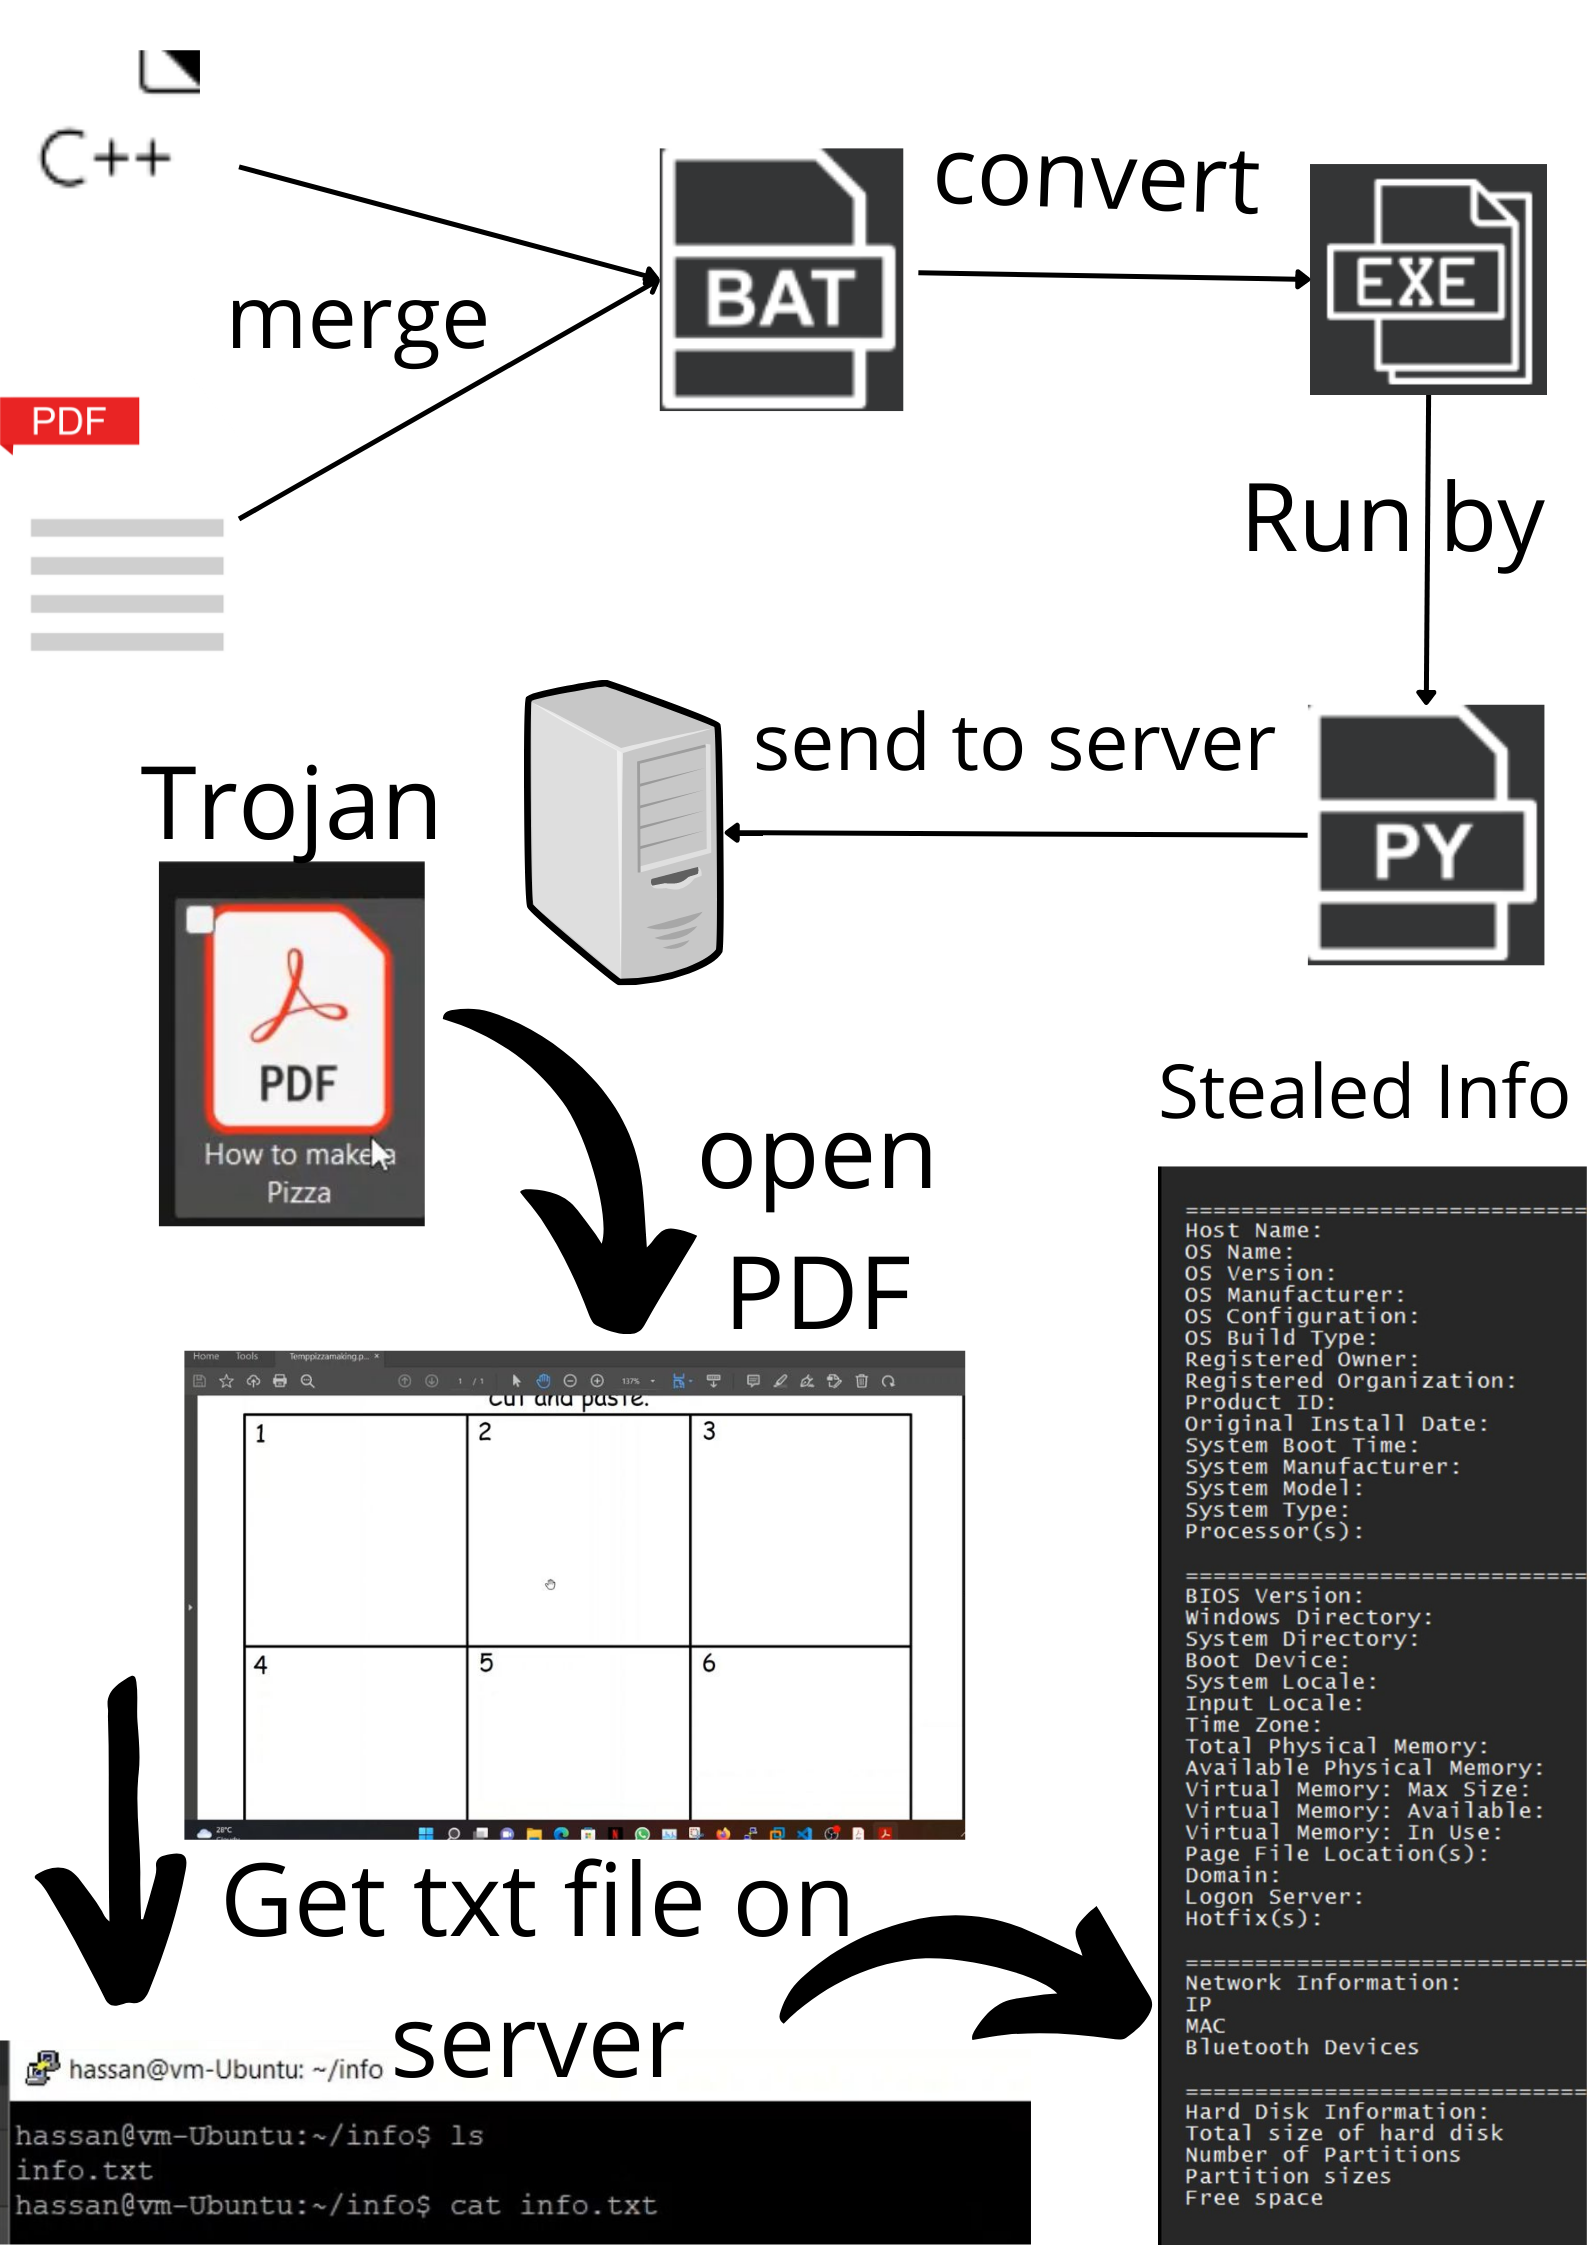 C++
convert
BAT
EXE
merge
PDF
Run by
send to server
PY
Trojan
PDF
How to make a
Pizza
open
PDF
Home Tools Temppizzamaking.p... ×
1 / 1 137%
cut and paste.
1 2 3
4 5 6
28°C
Cloudy
Get txt file on
server
hassan@vm-Ubuntu: ~/info
hassan@vm-Ubuntu:~/info$ ls
info.txt
hassan@vm-Ubuntu:~/info$ cat info.txt
Stealed Info
==============================
Host Name:
OS Name:
OS Version:
OS Manufacturer:
OS Configuration:
OS Build Type:
Registered Owner:
Registered Organization:
Product ID:
Original Install Date:
System Boot Time:
System Manufacturer:
System Model:
System Type:
Processor(s):
==============================
BIOS Version:
Windows Directory:
System Directory:
Boot Device:
System Locale:
Input Locale:
Time Zone:
Total Physical Memory:
Available Physical Memory:
Virtual Memory: Max Size:
Virtual Memory: Available:
Virtual Memory: In Use:
Page File Location(s):
Domain:
Logon Server:
Hotfix(s):
==============================
Network Information:
IP
MAC
Bluetooth Devices
==============================
Hard Disk Information:
Total size of hard disk
Number of Partitions
Partition sizes
Free space